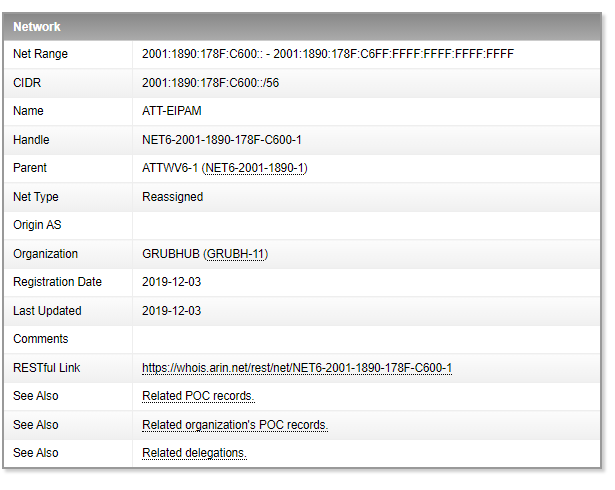 Network
Net Range 2001:1890:178F:C600:: - 2001:1890:178F:C6FF:FFFF:FFFF:FFFF:FFFF
CIDR 2001:1890:178F:C600::/56
Name ATT-EIPAM
Handle NET6-2001-1890-178F-C600-1
Parent ATTWV6-1 (NET6-2001-1890-1)
Net Type Reassigned
Origin AS
Organization GRUBHUB (GRUBH-11)
Registration Date 2019-12-03
Last Updated 2019-12-03
Comments
RESTful Link https://whois.arin.net/rest/net/NET6-2001-1890-178F-C600-1
See Also Related POC records.
See Also Related organization's POC records.
See Also Related delegations.